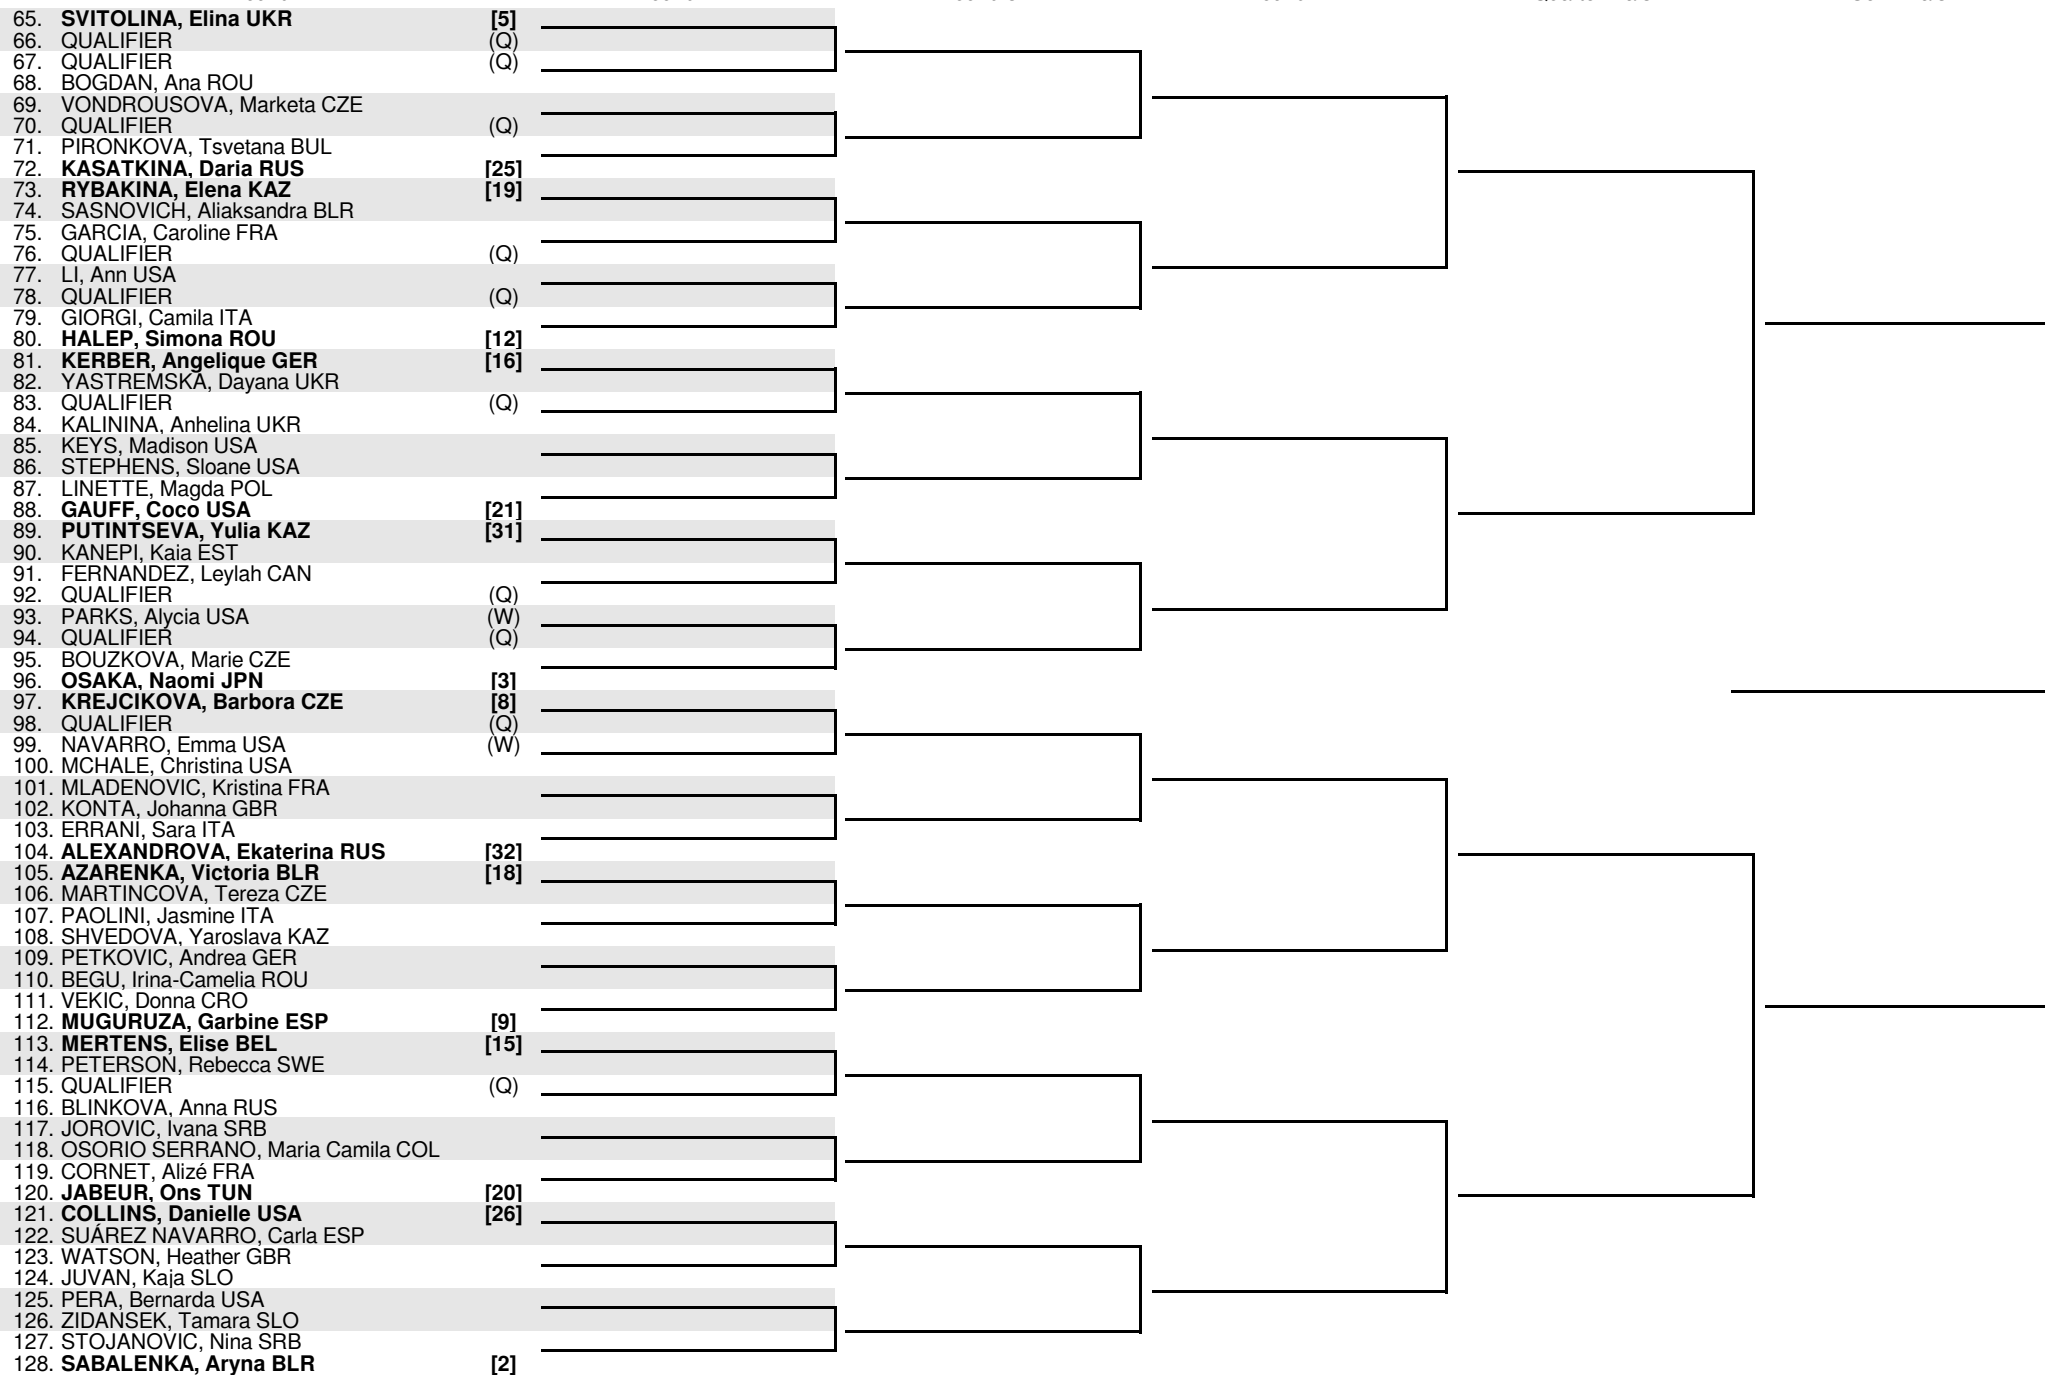 65. SVITOLINA, Elina UKR [5]
66. QUALIFIER (Q)
67. QUALIFIER (Q)
68. BOGDAN, Ana ROU
69. VONDROUSOVA, Marketa CZE
70. QUALIFIER (Q)
71. PIRONKOVA, Tsvetana BUL
72. KASATKINA, Daria RUS [25]
73. RYBAKINA, Elena KAZ [19]
74. SASNOVICH, Aliaksandra BLR
75. GARCIA, Caroline FRA
76. QUALIFIER (Q)
77. LI, Ann USA
78. QUALIFIER (Q)
79. GIORGI, Camila ITA
80. HALEP, Simona ROU [12]
81. KERBER, Angelique GER [16]
82. YASTREMSKA, Dayana UKR
83. QUALIFIER (Q)
84. KALININA, Anhelina UKR
85. KEYS, Madison USA
86. STEPHENS, Sloane USA
87. LINETTE, Magda POL
88. GAUFF, Coco USA [21]
89. PUTINTSEVA, Yulia KAZ [31]
90. KANEPI, Kaia EST
91. FERNANDEZ, Leylah CAN
92. QUALIFIER (Q)
93. PARKS, Alycia USA (W)
94. QUALIFIER (Q)
95. BOUZKOVA, Marie CZE
96. OSAKA, Naomi JPN [3]
97. KREJCIKOVA, Barbora CZE [8]
98. QUALIFIER (Q)
99. NAVARRO, Emma USA (W)
100. MCHALE, Christina USA
101. MLADENOVIC, Kristina FRA
102. KONTA, Johanna GBR
103. ERRANI, Sara ITA
104. ALEXANDROVA, Ekaterina RUS [32]
105. AZARENKA, Victoria BLR [18]
106. MARTINCOVA, Tereza CZE
107. PAOLINI, Jasmine ITA
108. SHVEDOVA, Yaroslava KAZ
109. PETKOVIC, Andrea GER
110. BEGU, Irina-Camelia ROU
111. VEKIC, Donna CRO
112. MUGURUZA, Garbine ESP [9]
113. MERTENS, Elise BEL [15]
114. PETERSON, Rebecca SWE
115. QUALIFIER (Q)
116. BLINKOVA, Anna RUS
117. JOROVIC, Ivana SRB
118. OSORIO SERRANO, Maria Camila COL
119. CORNET, Alizé FRA
120. JABEUR, Ons TUN [20]
121. COLLINS, Danielle USA [26]
122. SUÁREZ NAVARRO, Carla ESP
123. WATSON, Heather GBR
124. JUVAN, Kaja SLO
125. PERA, Bernarda USA
126. ZIDANSEK, Tamara SLO
127. STOJANOVIC, Nina SRB
128. SABALENKA, Aryna BLR [2]